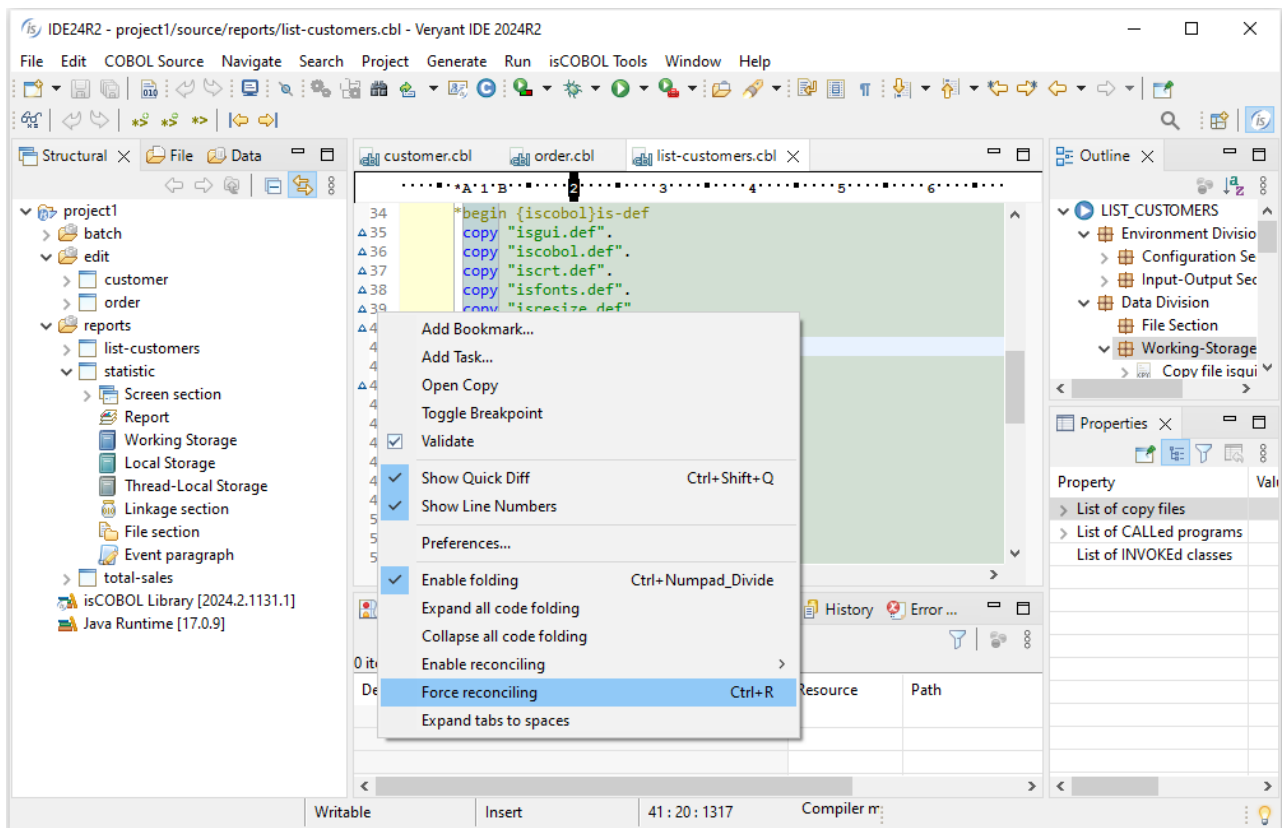 IDE24R2 - project1/source/reports/list-customers.cbl - Veryant IDE 2024R2
File Edit COBOL Source Navigate Search Project Generate Run isCOBOL Tools Window Help
Structural File Data
project1
batch
edit
customer
order
reports
list-customers
statistic
Screen section
Report
Working Storage
Local Storage
Thread-Local Storage
Linkage section
File section
Event paragraph
total-sales
isCOBOL Library [2024.2.1131.1]
Java Runtime [17.0.9]
customer.cbl order.cbl list-customers.cbl
*A'1'B 2 3 4 5 6
34 *begin {iscobol}is-def
35 copy "isgui.def".
36 copy "iscobol.def".
37 copy "iscrt.def".
38 copy "isfonts.def".
39 copy "isresize.def"
Add Bookmark...
Add Task...
Open Copy
Toggle Breakpoint
Validate
Show Quick Diff Ctrl+Shift+Q
Show Line Numbers
Preferences...
Enable folding Ctrl+Numpad_Divide
Expand all code folding
Collapse all code folding
Enable reconciling
Force reconciling Ctrl+R
Expand tabs to spaces
History Error ...
0 ite
De
Resource Path
Outline
LIST_CUSTOMERS
Environment Divisio
Configuration Se
Input-Output Sec
Data Division
File Section
Working-Storage
Copy file isgui
Properties
Property Valu
List of copy files
List of CALLed programs
List of INVOKEd classes
Writable Insert 41 : 20 : 1317 Compiler m